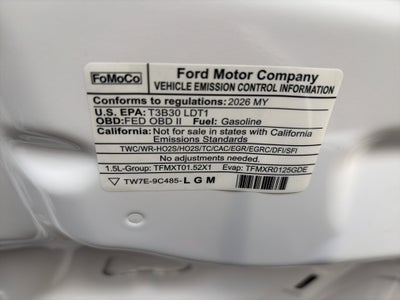 FoMoCo
Ford Motor Company
VEHICLE EMISSION CONTROL INFORMATION
Conforms to regulations: 2026 MY
U.S. EPA: T3B30 LDT1
OBD:FED OBD II Fuel: Gasoline
California: Not for sale in states with California
Emissions Standards
TWC/WR-HO2S/HO2S/TC/CAC/EGR/EGRC/DFI/SFI
No adjustments needed.
1.5L-Group: TFMXT01.52X1 Evap: TFMXR0125GDE
TW7E-9C485-LGM